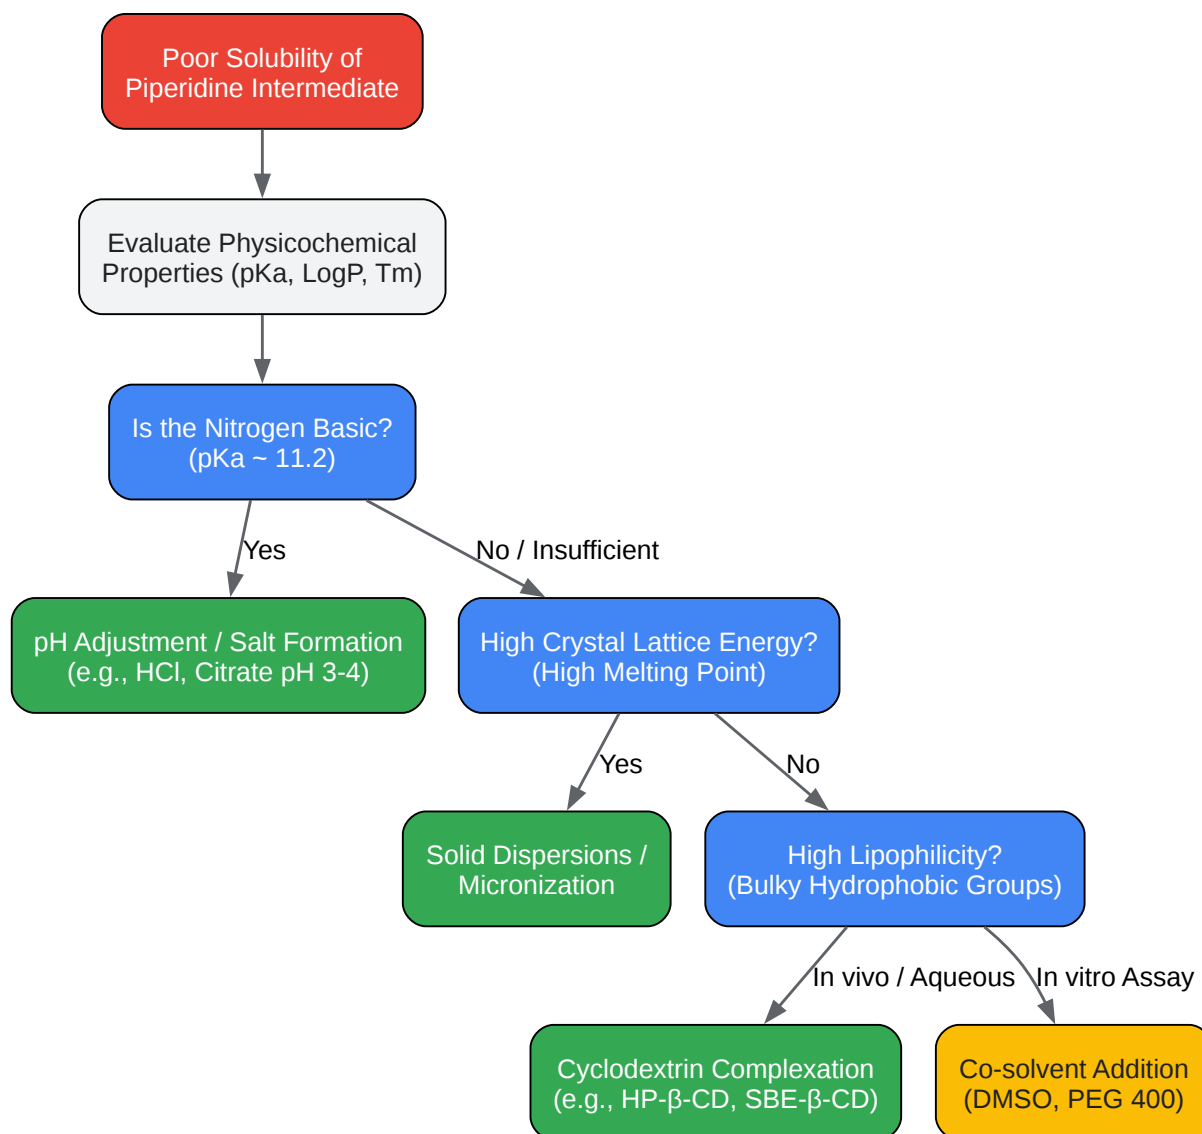 Poor Solubility of
Piperidine Intermediate
Evaluate Physicochemical
Properties (pKa, LogP, Tm)
Is the Nitrogen Basic?
(pKa ~ 11.2)
Yes
No / Insufficient
pH Adjustment / Salt Formation
(e.g., HCl, Citrate pH 3-4)
High Crystal Lattice Energy?
(High Melting Point)
Yes
No
Solid Dispersions /
Micronization
High Lipophilicity?
(Bulky Hydrophobic Groups)
In vivo / Aqueous
In vitro Assay
Cyclodextrin Complexation
(e.g., HP-β-CD, SBE-β-CD)
Co-solvent Addition
(DMSO, PEG 400)